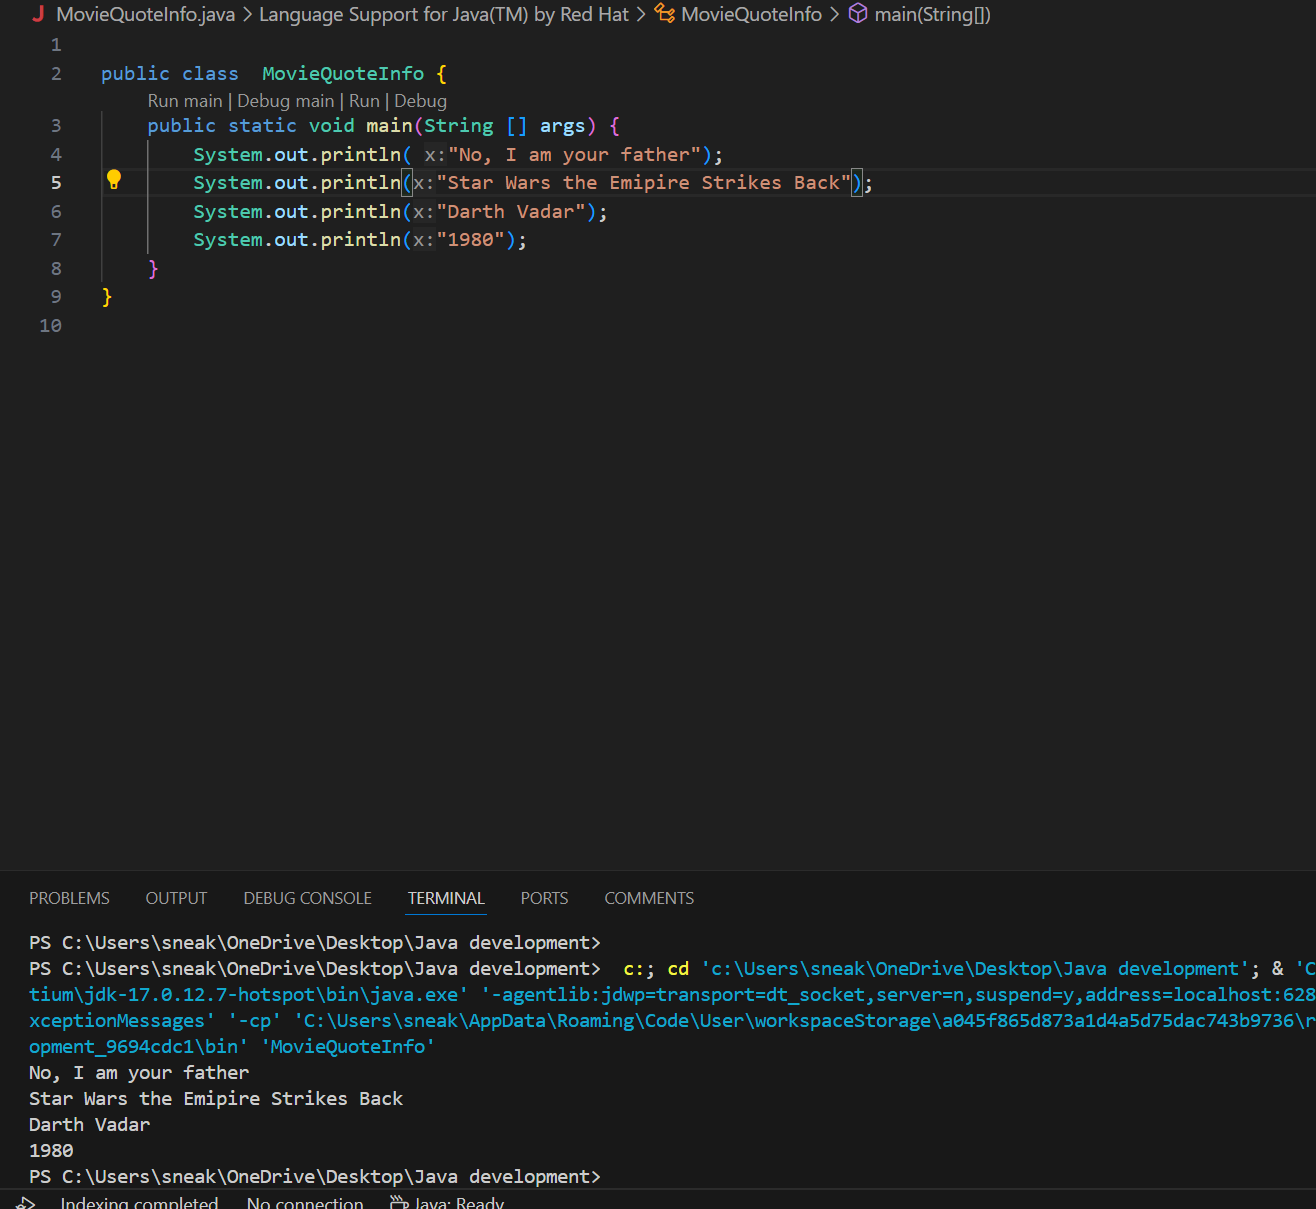 MovieQuoteInfo.java > Language Support for Java(TM) by Red Hat > MovieQuoteInfo > main(String[])
1
2 public class  MovieQuoteInfo {
Run main | Debug main | Run | Debug
3 public static void main(String [] args) {
4 System.out.println( x:"No, I am your father");
5 System.out.println(x:"Star Wars the Emipire Strikes Back");
6 System.out.println(x:"Darth Vadar");
7 System.out.println(x:"1980");
8 }
9 }
10
PROBLEMS OUTPUT DEBUG CONSOLE TERMINAL PORTS COMMENTS
PS C:\Users\sneak\OneDrive\Desktop\Java development>
PS C:\Users\sneak\OneDrive\Desktop\Java development>  c:; cd 'c:\Users\sneak\OneDrive\Desktop\Java development'; & 'C
tium\jdk-17.0.12.7-hotspot\bin\java.exe' '-agentlib:jdwp=transport=dt_socket,server=n,suspend=y,address=localhost:628
xceptionMessages' '-cp' 'C:\Users\sneak\AppData\Roaming\Code\User\workspaceStorage\a045f865d873a1d4a5d75dac743b9736\r
opment_9694cdc1\bin' 'MovieQuoteInfo'
No, I am your father
Star Wars the Emipire Strikes Back
Darth Vadar
1980
PS C:\Users\sneak\OneDrive\Desktop\Java development>
Indexing completed No connection Java: Ready